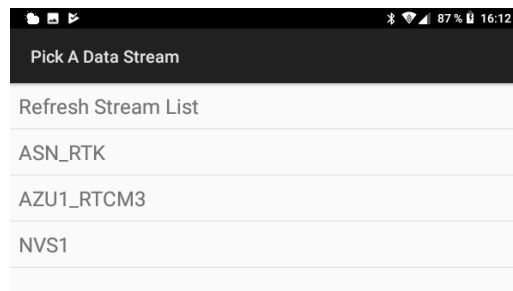 87 % 16:12
Pick A Data Stream
Refresh Stream List
ASN_RTK
AZU1_RTCM3
NVS1